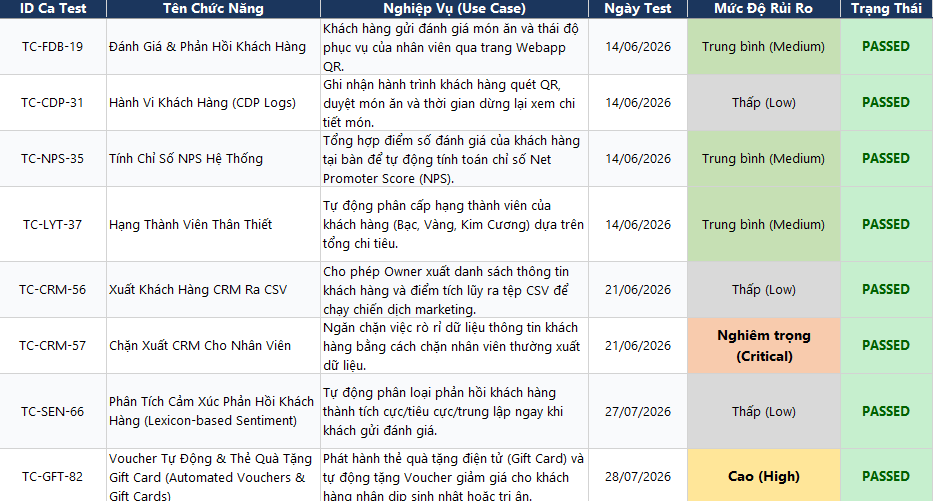 ID Ca Test Tên Chức Năng Nghiệp Vụ (Use Case) Ngày Test Mức Độ Rủi Ro Trạng Thái
TC-FDB-19 Đánh Giá & Phản Hồi Khách Hàng Khách hàng gửi đánh giá món ăn và thái độ
phục vụ của nhân viên qua trang Webapp
QR. 14/06/2026 Trung bình (Medium) PASSED
TC-CDP-31 Hành Vi Khách Hàng (CDP Logs) Ghi nhận hành trình khách hàng quét QR,
duyệt món ăn và thời gian dừng lại xem chi
tiết món. 14/06/2026 Thấp (Low) PASSED
TC-NPS-35 Tính Chỉ Số NPS Hệ Thống Tổng hợp điểm số đánh giá của khách hàng
tại bàn để tự động tính toán chỉ số Net
Promoter Score (NPS). 14/06/2026 Trung bình (Medium) PASSED
TC-LYT-37 Hạng Thành Viên Thân Thiết Tự động phân cấp hạng thành viên của
khách hàng (Bạc, Vàng, Kim Cương) dựa trên
tổng chi tiêu. 14/06/2026 Trung bình (Medium) PASSED
TC-CRM-56 Xuất Khách Hàng CRM Ra CSV Cho phép Owner xuất danh sách thông tin
khách hàng và điểm tích lũy ra tệp CSV để
chạy chiến dịch marketing. 21/06/2026 Thấp (Low) PASSED
TC-CRM-57 Chặn Xuất CRM Cho Nhân Viên Ngăn chặn việc rò rỉ dữ liệu thông tin khách
hàng bằng cách chặn nhân viên thường xuất
dữ liệu. 21/06/2026 Nghiêm trọng
(Critical) PASSED
TC-SEN-66 Phân Tích Cảm Xúc Phản Hồi Khách
Hàng (Lexicon-based Sentiment) Tự động phân loại phản hồi khách hàng
thành tích cực/tiêu cực/trung lập ngay khi
khách gửi đánh giá. 27/07/2026 Thấp (Low) PASSED
TC-GFT-82 Voucher Tự Động & Thẻ Quà Tặng
Gift Card (Automated Vouchers &
Gift Cards) Phát hành thẻ quà tặng điện tử (Gift Card) và
tự động tặng Voucher giảm giá cho khách
hàng nhân dịp sinh nhật hoặc tri ân. 28/07/2026 Cao (High) PASSED